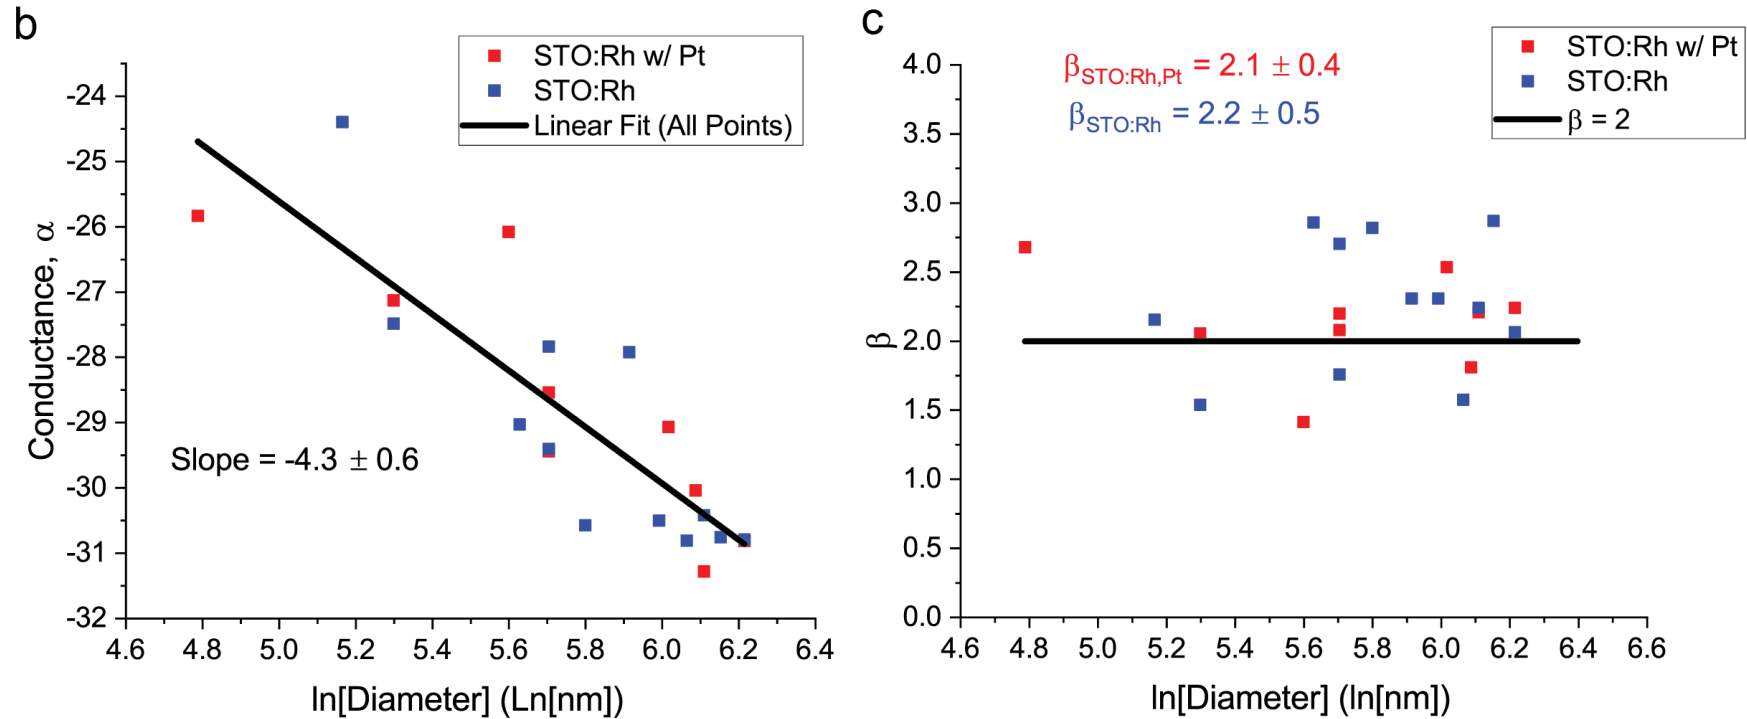 b
STO:Rh w/ Pt
STO:Rh
Linear Fit (All Points)
-24
-25
-26
-27
-28
-29
-30
-31
-32
Conductance, α
Slope = -4.3 ± 0.6
4.6 4.8 5.0 5.2 5.4 5.6 5.8 6.0 6.2 6.4
ln[Diameter] (Ln[nm])
c
STO:Rh w/ Pt
STO:Rh
β = 2
βSTO:Rh,Pt = 2.1 ± 0.4
βSTO:Rh = 2.2 ± 0.5
4.0
3.5
3.0
2.5
2.0
1.5
1.0
0.5
0.0
β
4.6 4.8 5.0 5.2 5.4 5.6 5.8 6.0 6.2 6.4 6.6
ln[Diameter] (ln[nm])